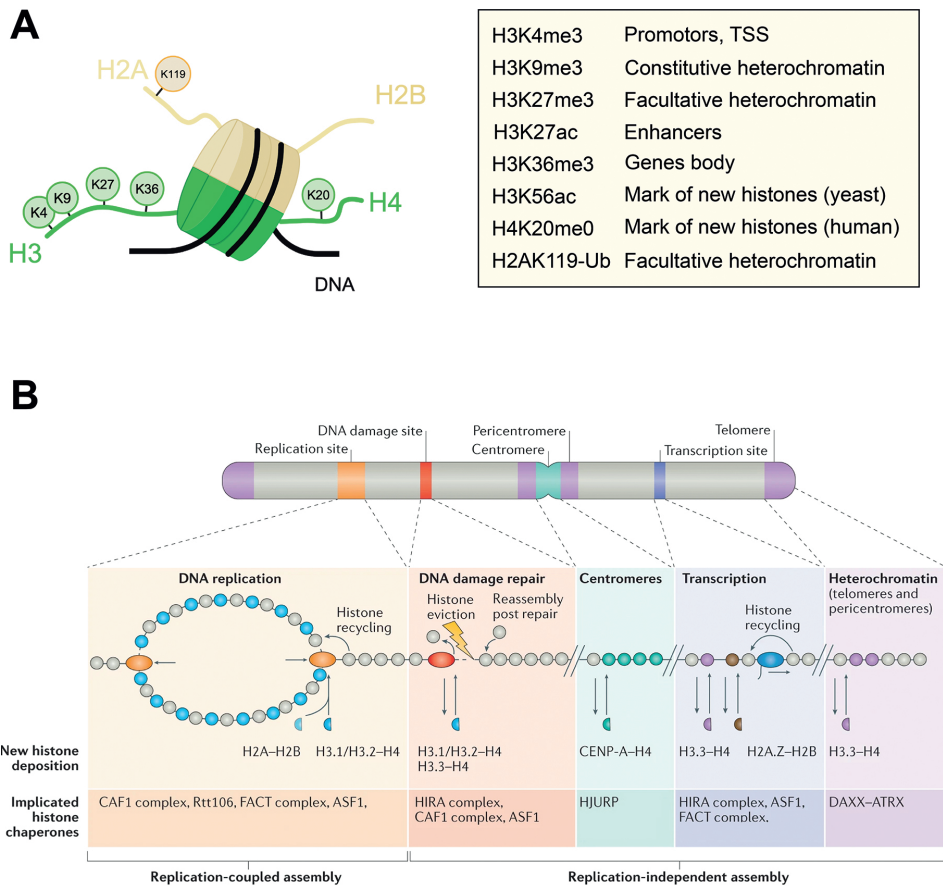 A
H2A
K119
H2B
K4
K9
K27
K36
K20
H3
H4
DNA
H3K4me3 Promotors, TSS
H3K9me3 Constitutive heterochromatin
H3K27me3 Facultative heterochromatin
H3K27ac Enhancers
H3K36me3 Genes body
H3K56ac Mark of new histones (yeast)
H4K20me0 Mark of new histones (human)
H2AK119-Ub Facultative heterochromatin
B
Replication site
DNA damage site
Pericentromere
Centromere
Telomere
Transcription site
DNA replication
Histone
recycling
H2A–H2B
H3.1/H3.2–H4
DNA damage repair
Histone
eviction
Reassembly
post repair
H3.1/H3.2–H4
H3.3–H4
Centromeres
CENP-A–H4
Transcription
Histone
recycling
H3.3–H4
H2A.Z–H2B
Heterochromatin
(telomeres and
pericentromeres)
H3.3–H4
New histone
deposition
Implicated
histone
chaperones
CAF1 complex, Rtt106, FACT complex, ASF1,
HIRA complex,
CAF1 complex, ASF1
HJURP
HIRA complex, ASF1,
FACT complex.
DAXX–ATRX
Replication-coupled assembly
Replication-independent assembly